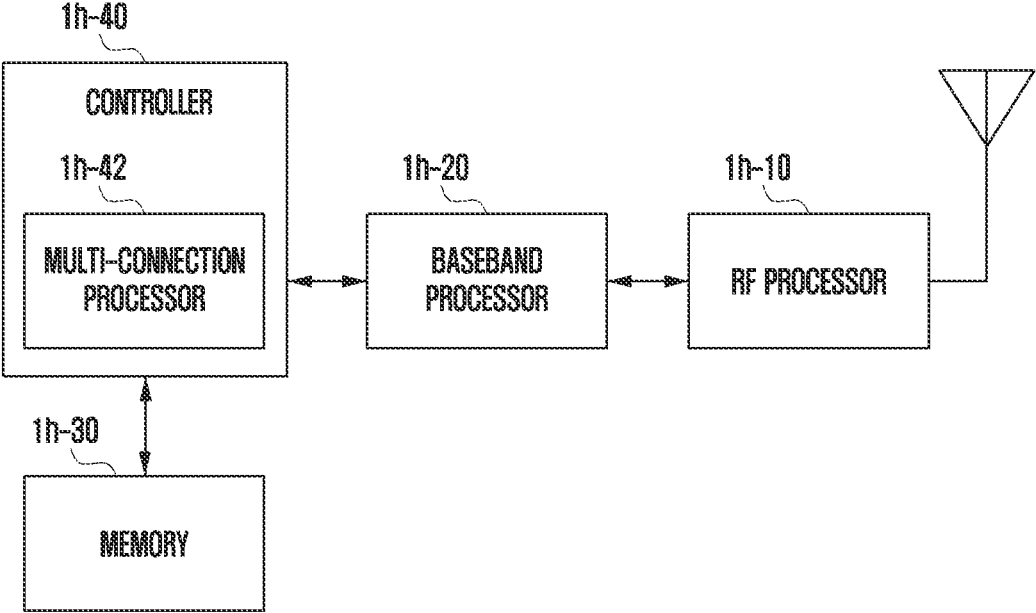 1h-40
CONTROLLER
1h-42
MULTI-CONNECTION
PROCESSOR
1h-20
BASEBAND
PROCESSOR
1h-10
RF PROCESSOR
1h-30
MEMORY